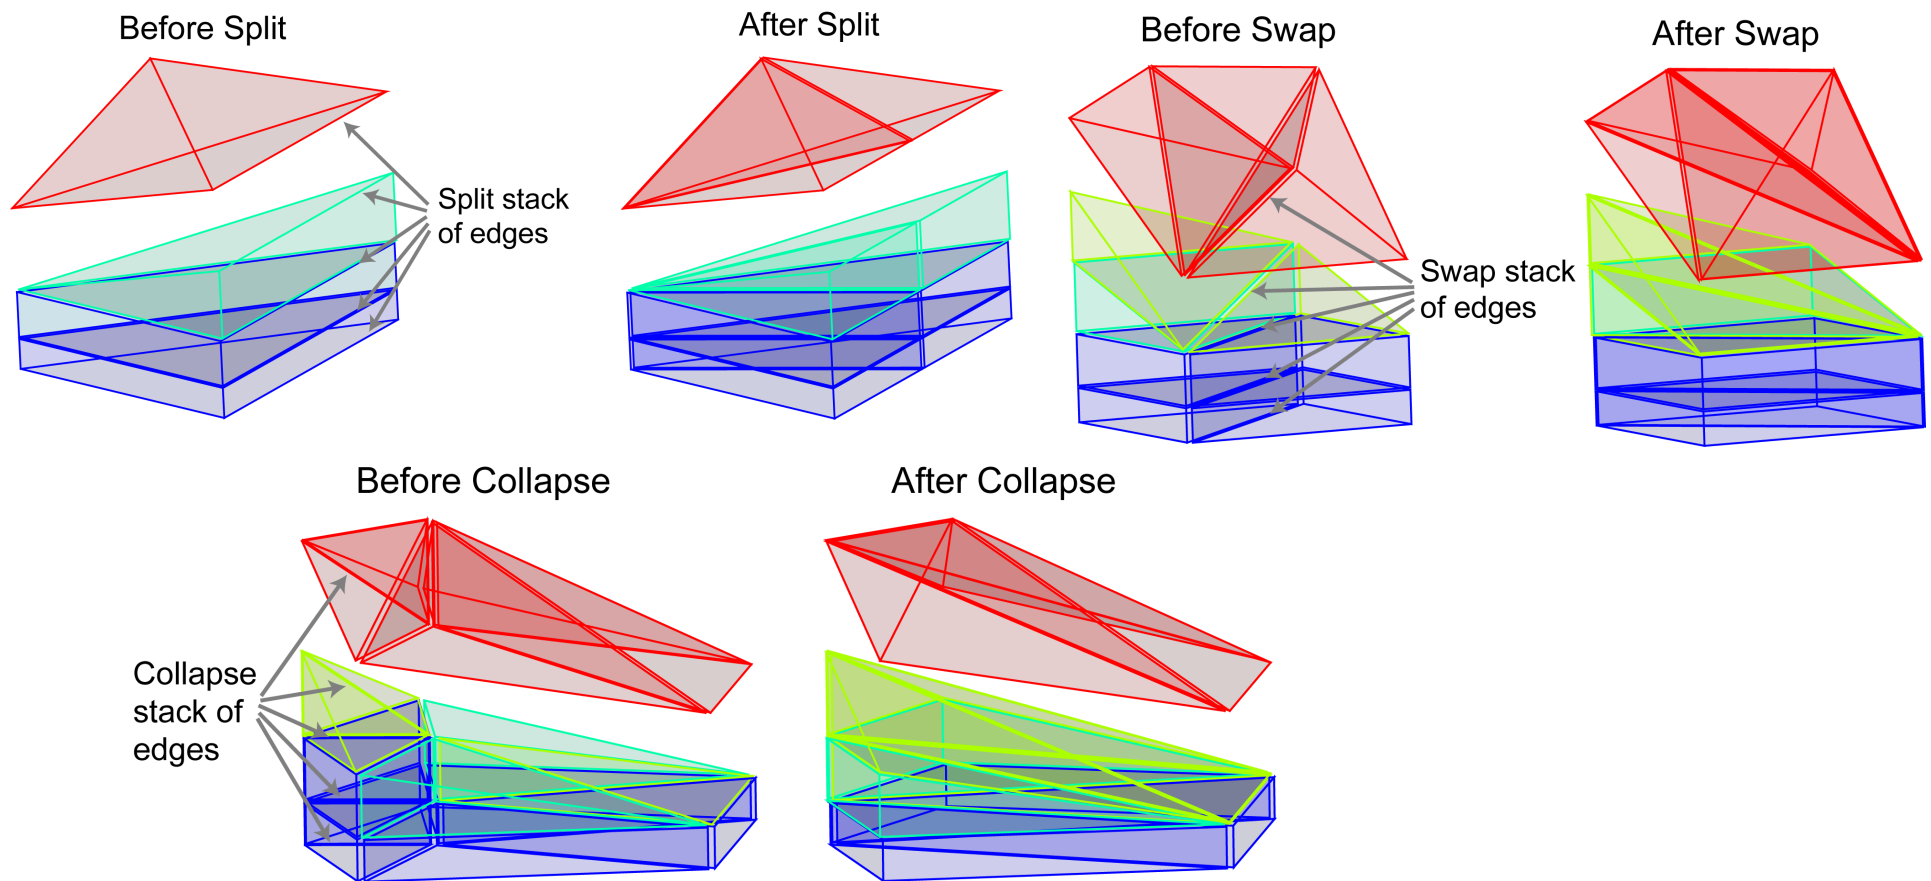 Before Split
After Split
Before Swap
After Swap
Split stack
of edges
Swap stack
of edges
Before Collapse
After Collapse
Collapse
stack of
edges